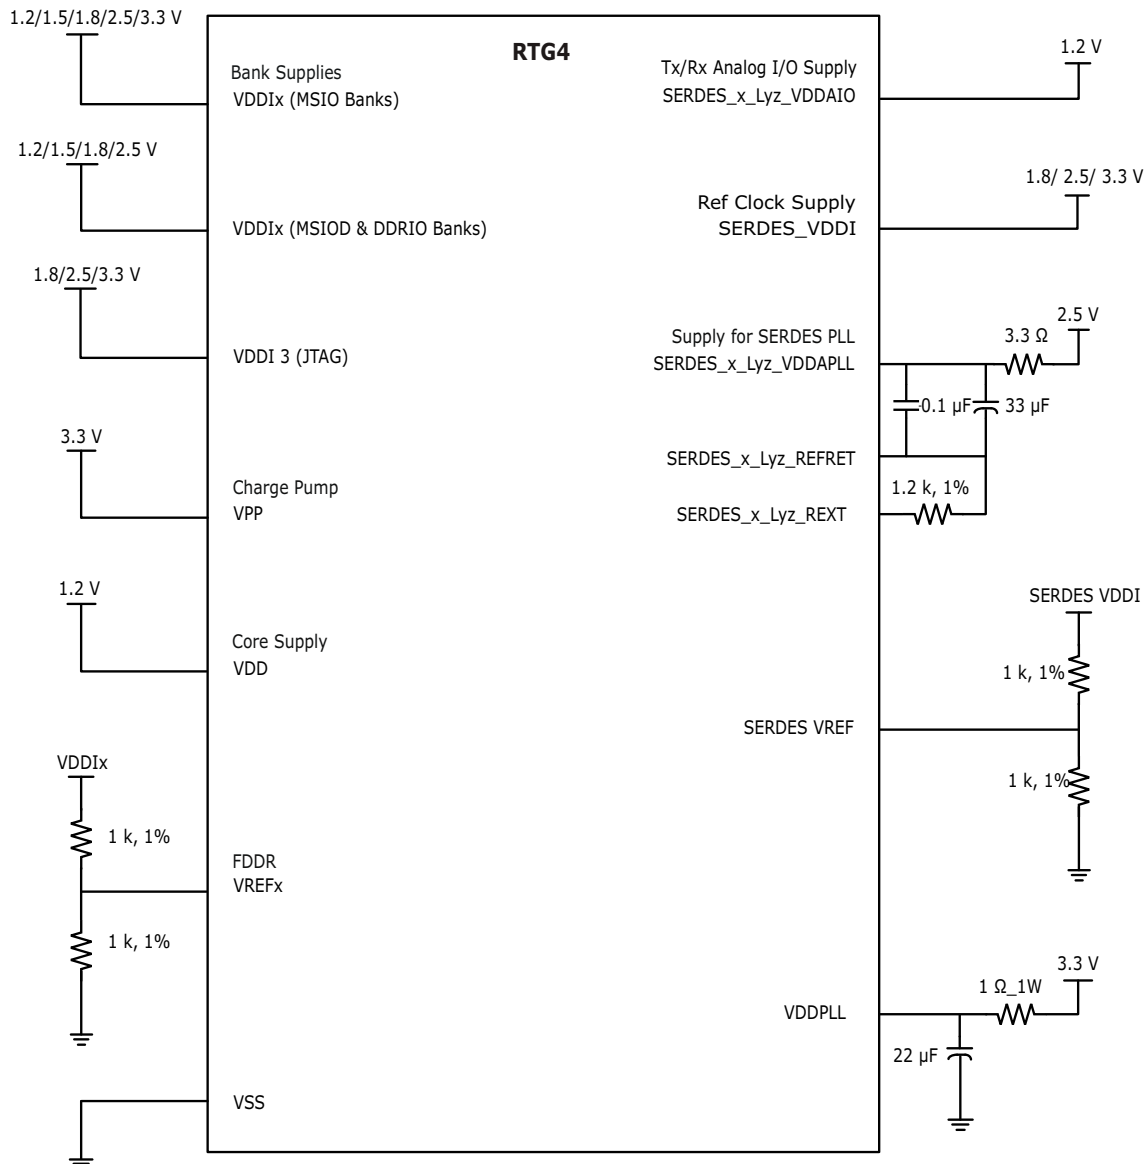 1.2/1.5/1.8/2.5/3.3 V
RTG4
Bank Supplies
VDDIx (MSIO Banks)
1.2/1.5/1.8/2.5 V
VDDIx (MSIOD & DDRIO Banks)
1.8/2.5/3.3 V
VDDI 3 (JTAG)
3.3 V
Charge Pump
VPP
1.2 V
Core Supply
VDD
VDDIx
1 k, 1%
FDDR
VREFx
1 k, 1%
VSS
1.2 V
Tx/Rx Analog I/O Supply
SERDES_x_Lyz_VDDAIO
1.8/ 2.5/ 3.3 V
Ref Clock Supply
SERDES_VDDI
2.5 V
3.3 Ω
Supply for SERDES PLL
SERDES_x_Lyz_VDDAPLL
0.1 µF
33 µF
SERDES_x_Lyz_REFRET
1.2 k, 1%
SERDES_x_Lyz_REXT
SERDES VDDI
1 k, 1%
SERDES VREF
1 k, 1%
3.3 V
1 Ω_1W
VDDPLL
22 µF